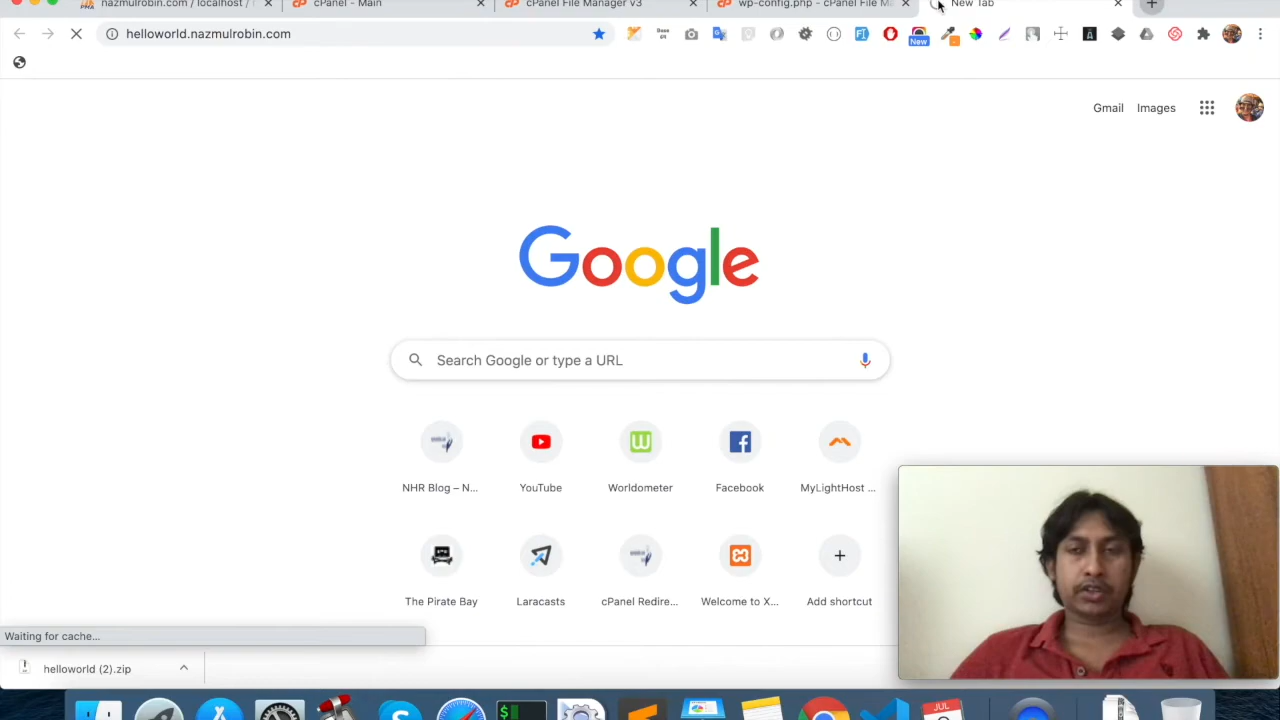 nazmulrobin.com / localhost /
cPanel - Main
cPanel File Manager v3
wp-config.php - cPanel File M
New Tab
helloworld.nazmulrobin.com
New
Gmail
Images
Google
Search Google or type a URL
NHR Blog – N...
YouTube
Worldometer
Facebook
MyLightHost ...
The Pirate Bay
Laracasts
cPanel Redire...
Welcome to X...
Add shortcut
Waiting for cache...
helloworld (2).zip
JUL